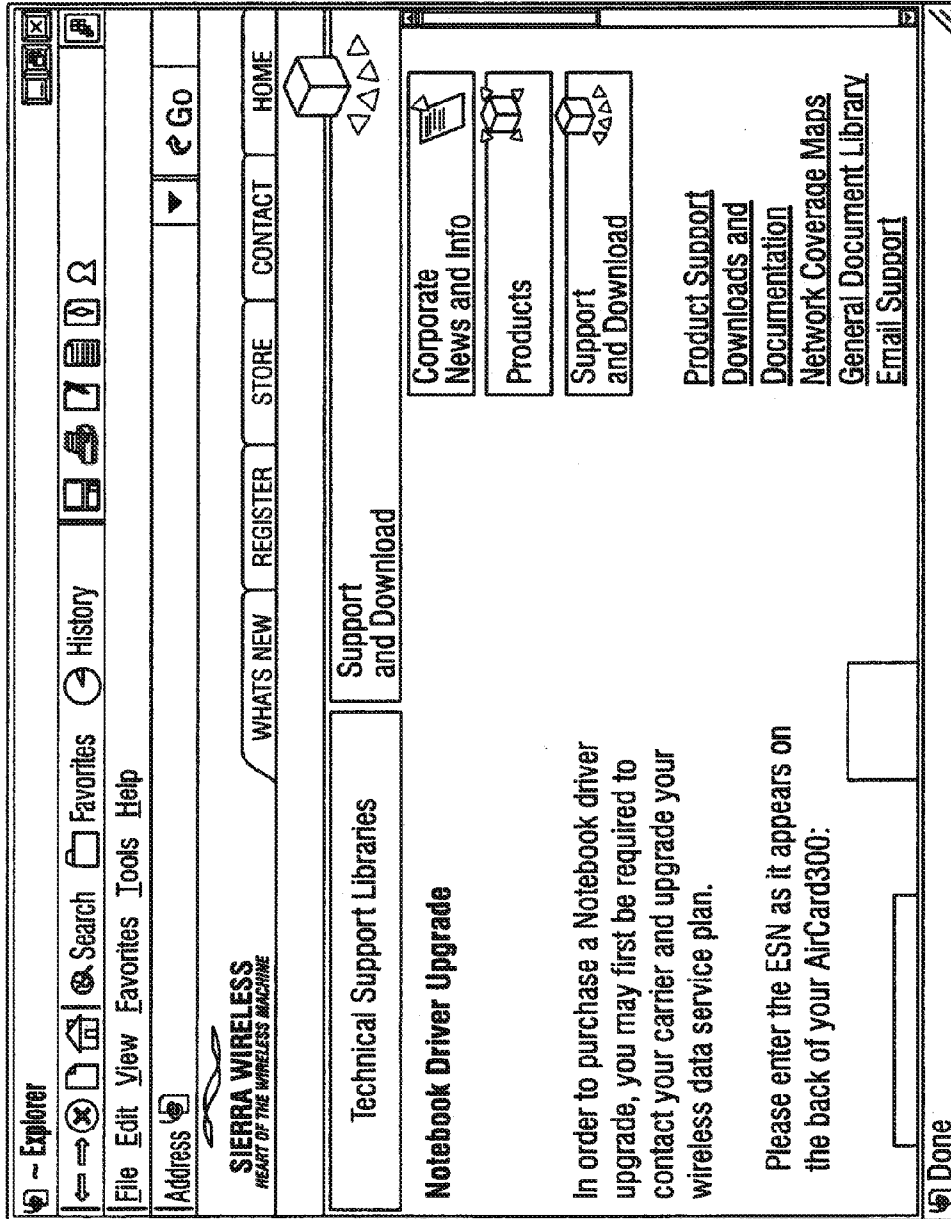 ~ Explorer
Search Favorites History
File Edit View Favorites Tools Help
Address
Go
SIERRA WIRELESS
HEART OF THE WIRELESS MACHINE
WHATS NEW REGISTER STORE CONTACT HOME
Technical Support Libraries
Support
and Download
Notebook Driver Upgrade
In order to purchase a Notebook driver
upgrade, you may first be required to
contact your carrier and upgrade your
wireless data service plan.
Please enter the ESN as it appears on
the back of your AirCard300:
Corporate
News and Info
Products
Support
and Download
Product Support
Downloads and
Documentation
Network Coverage Maps
General Document Library
Email Support
Done